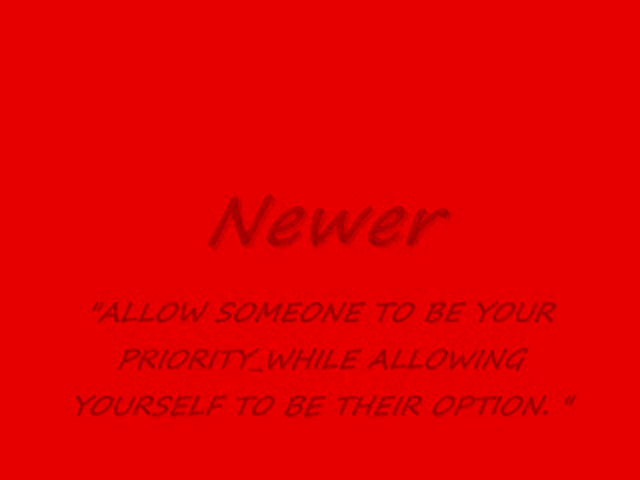 Newer
"ALLOW SOMEONE TO BE YOUR
PRIORITY_WHILE ALLOWING
YOURSELF TO BE THEIR OPTION. "